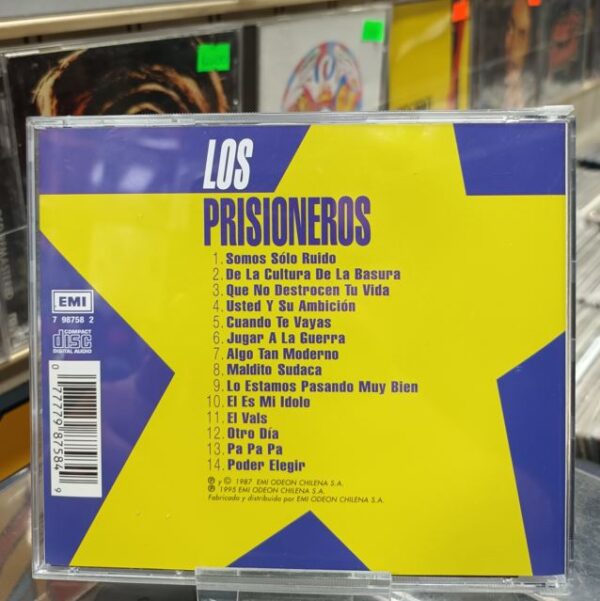 LOS
PRISIONEROS
1. Somos Sólo Ruido
2. De La Cultura De La Basura
3. Que No Destrocen Tu Vida
4. Usted Y Su Ambición
5. Cuando Te Vayas
6. Jugar A La Guerra
7. Algo Tan Moderno
8. Maldito Sudaca
9. Lo Estamos Pasando Muy Bien
10. El Es Mi Idolo
11. El Vals
12. Otro Día
13. Pa Pa Pa
14. Poder Elegir
℗ y © 1987 EMI ODEON CHILENA S.A.
℗ 1995 EMI ODEON CHILENA S.A.
Fabricado y distribuido por EMI ODEON CHILENA S.A.
EMI
7 98758 2
COMPACT
disc
DIGITAL AUDIO
0 77779 87584 9